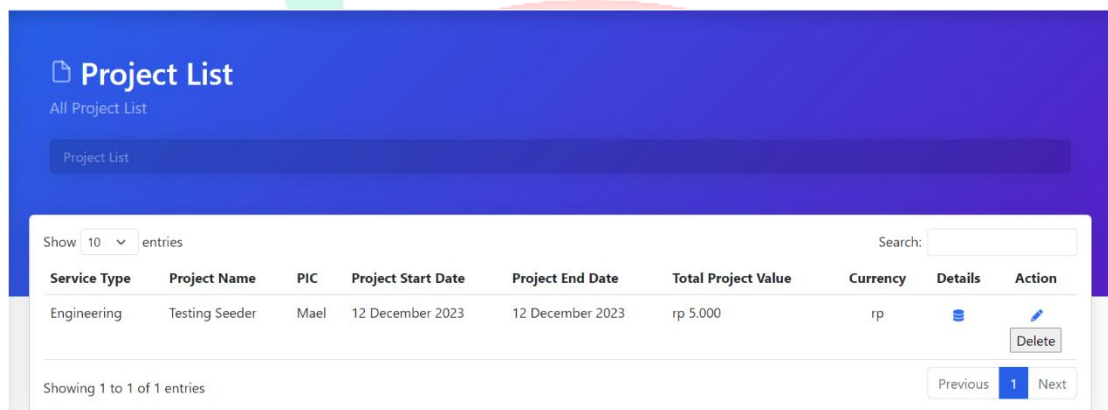 Project List
All Project List
Project List
Show 10 entries Search:
Service Type Project Name PIC Project Start Date Project End Date Total Project Value Currency Details Action
Engineering Testing Seeder Mael 12 December 2023 12 December 2023 rp 5.000 rp
Delete
Showing 1 to 1 of 1 entries Previous 1 Next